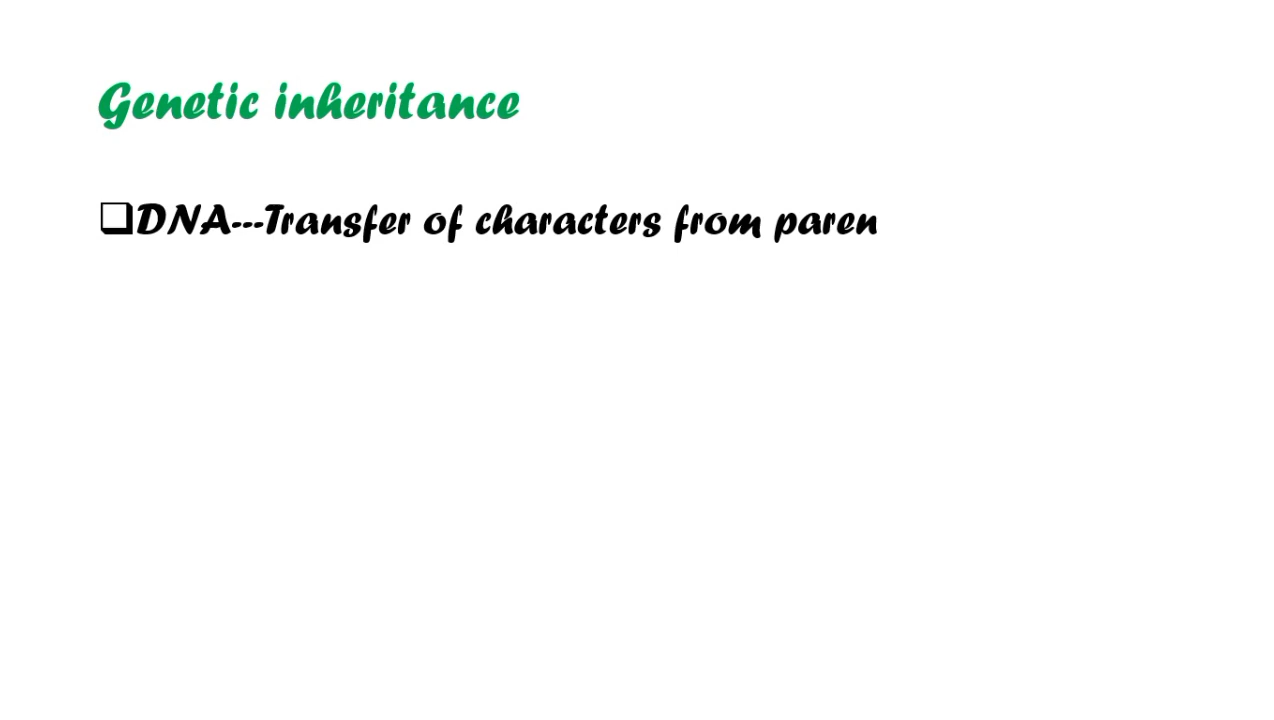 Genetic inheritance
❑DNA---Transfer of characters from paren